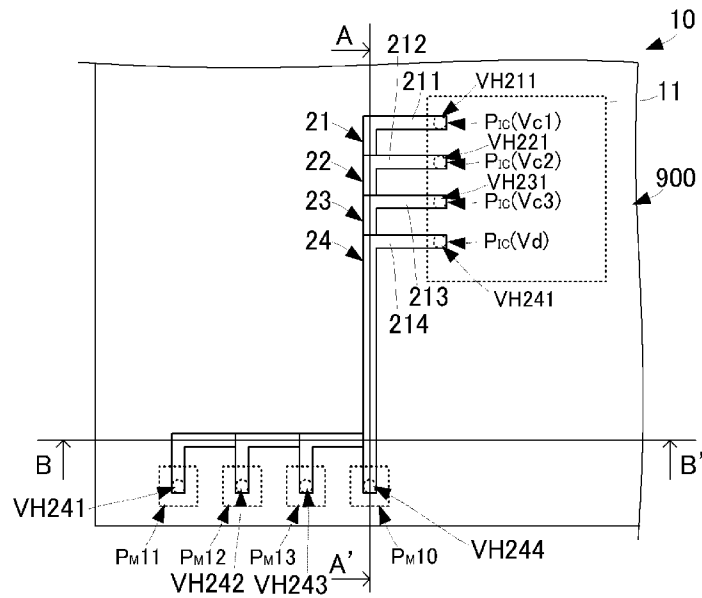 10
A 212
VH211
211
11
21
PIC(Vc1)
VH221
22
PIC(Vc2)
VH231
900
23
PIC(Vc3)
24
PIC(Vd)
213
VH241
214
B
B'
VH241
VH244
PM11
PM12
PM13
A'
PM10
VH242
VH243